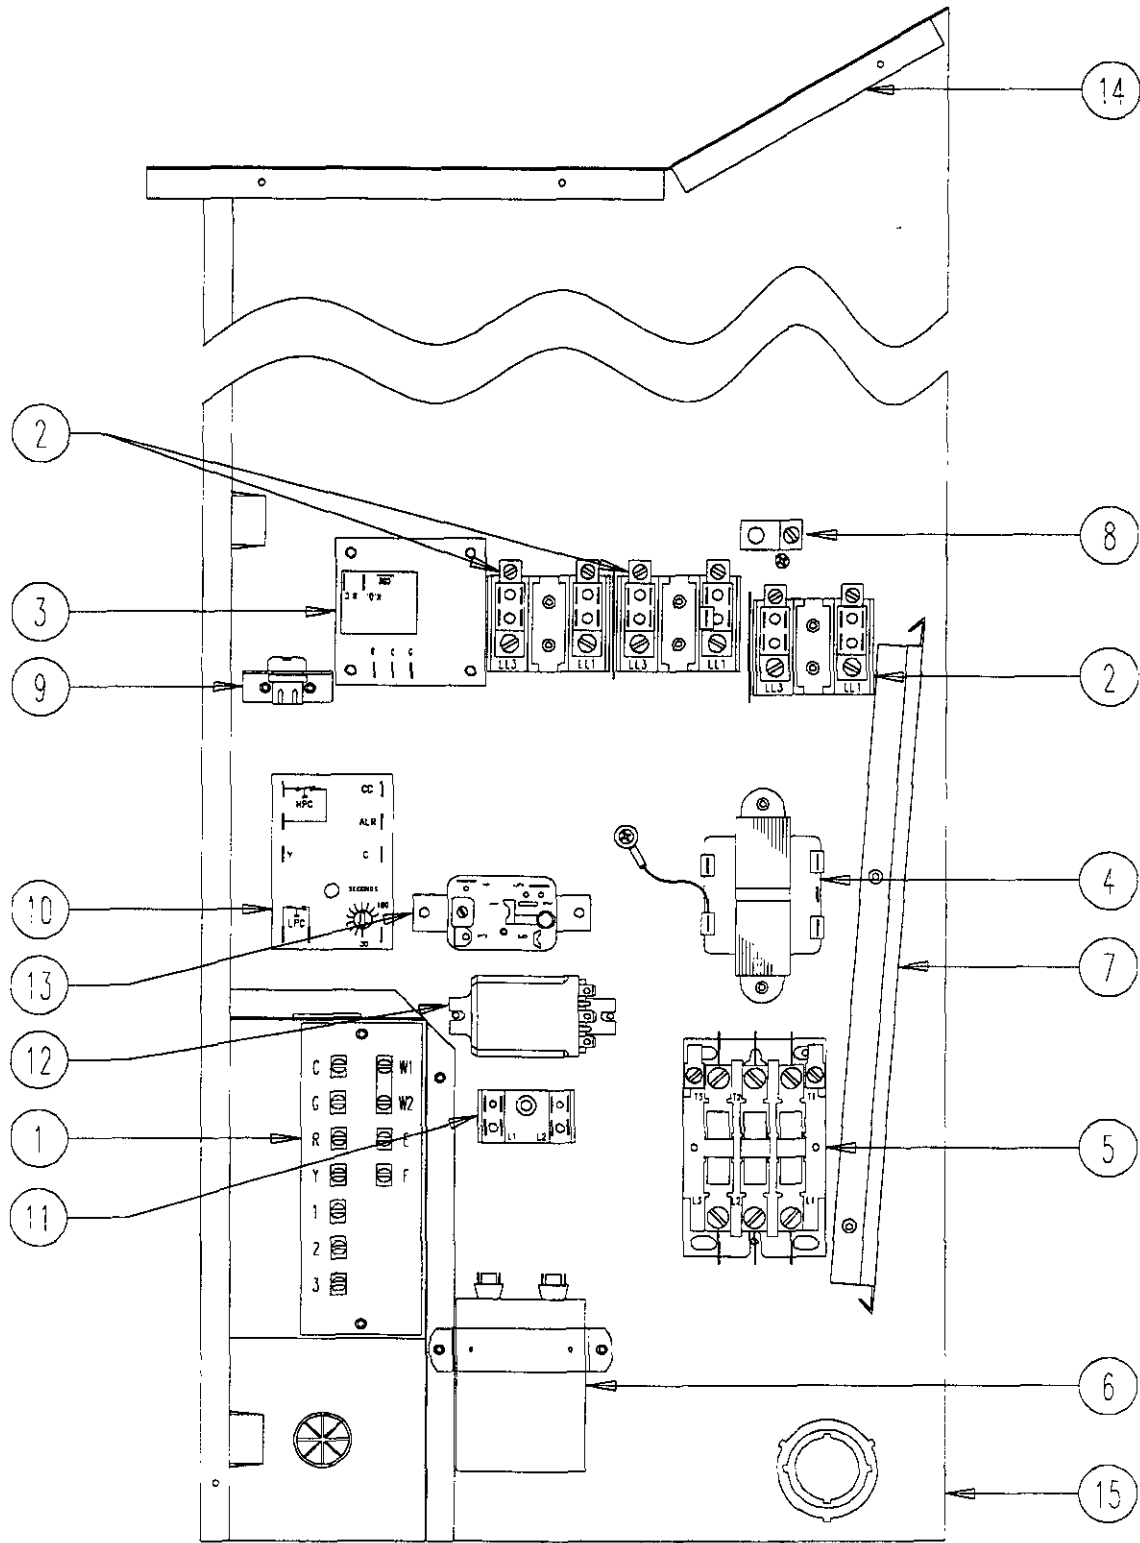 14
2
8
3
R C
COM
N.O.
R C G
LL3 LL1 LL3 LL1
LL3 LL1
9
2
HPC CC
ALR
Y C
4
SECONDS
180
10
LPC
30
7
13
12
C W1
G W2
1
R E
Y F
11
1
2
3
L1 L2
T3 T2 T1
5
L3 L2 L1
6
15